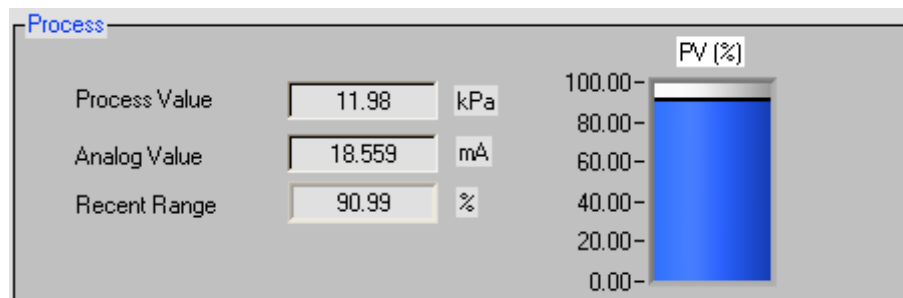 Process
PV (%)
Process Value 11.98 kPa
Analog Value 18.559 mA
Recent Range 90.99 %
100.00
80.00
60.00
40.00
20.00
0.00